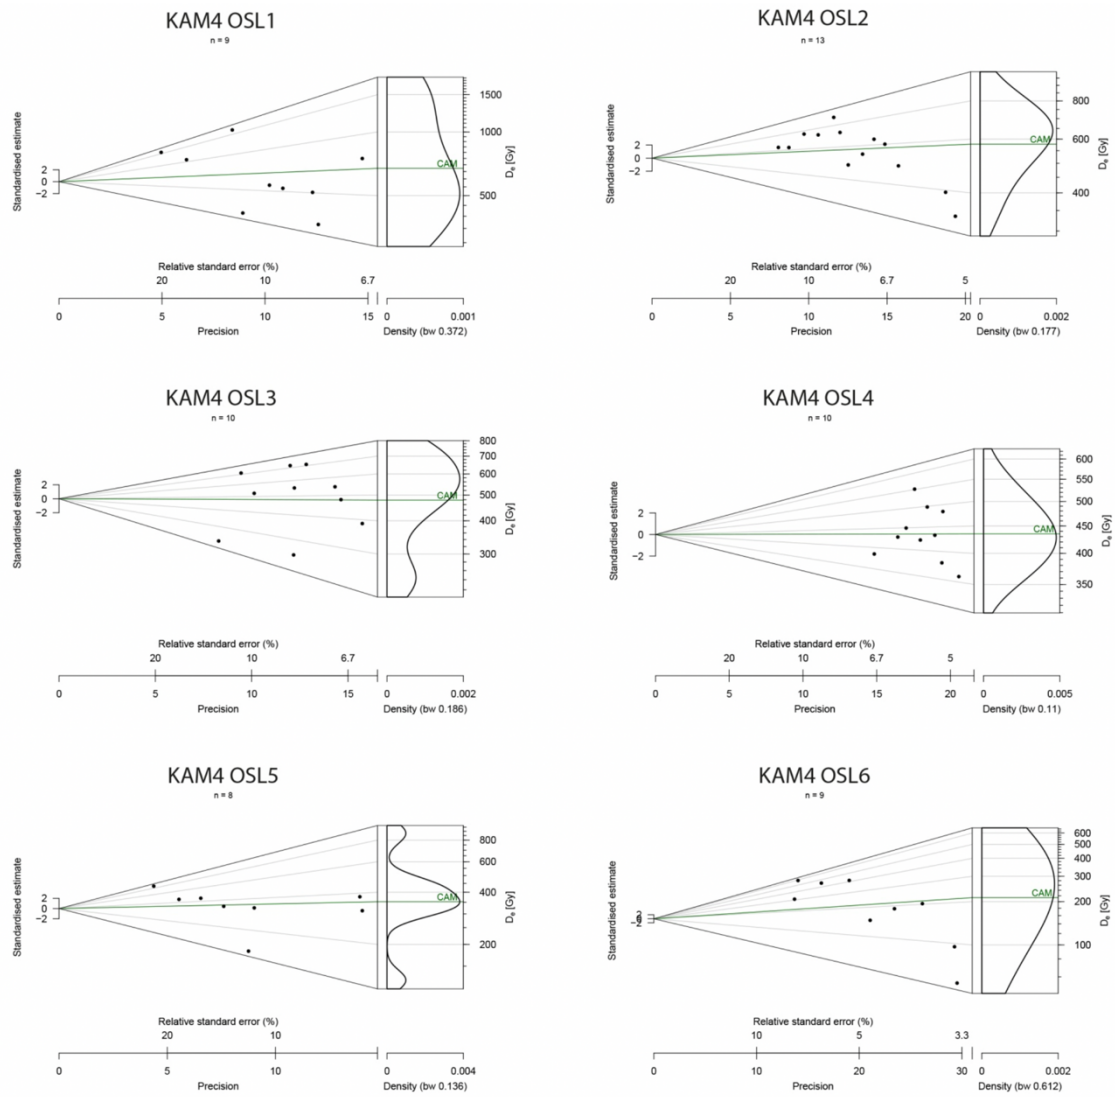 KAM4 OSL1
n = 9
Standardised estimate
2
0
−2
CAM
1500
1000
500
De [Gy]
Relative standard error (%)
20 10 6.7
0 5 10 15 0 0.001
Precision Density (bw 0.372)
KAM4 OSL2
n = 13
Standardised estimate
2
0
−2
CAM
800
600
400
De [Gy]
Relative standard error (%)
20 10 6.7 5
0 5 10 15 20 0 0.002
Precision Density (bw 0.177)
KAM4 OSL3
n = 10
Standardised estimate
2
0
−2
CAM
800
700
600
500
400
300
De [Gy]
Relative standard error (%)
20 10 6.7
0 5 10 15 0 0.002
Precision Density (bw 0.186)
KAM4 OSL4
n = 10
Standardised estimate
2
0
−2
CAM
600
550
500
450
400
350
De [Gy]
Relative standard error (%)
20 10 6.7 5
0 5 10 15 20 0 0.005
Precision Density (bw 0.11)
KAM4 OSL5
n = 8
Standardised estimate
2
0
−2
CAM
800
600
400
200
De [Gy]
Relative standard error (%)
20 10
0 5 10 0 0.004
Precision Density (bw 0.136)
KAM4 OSL6
n = 9
Standardised estimate
2
0
−2
CAM
600
500
400
300
200
100
De [Gy]
Relative standard error (%)
10 5 3.3
0 10 20 30 0 0.002
Precision Density (bw 0.612)